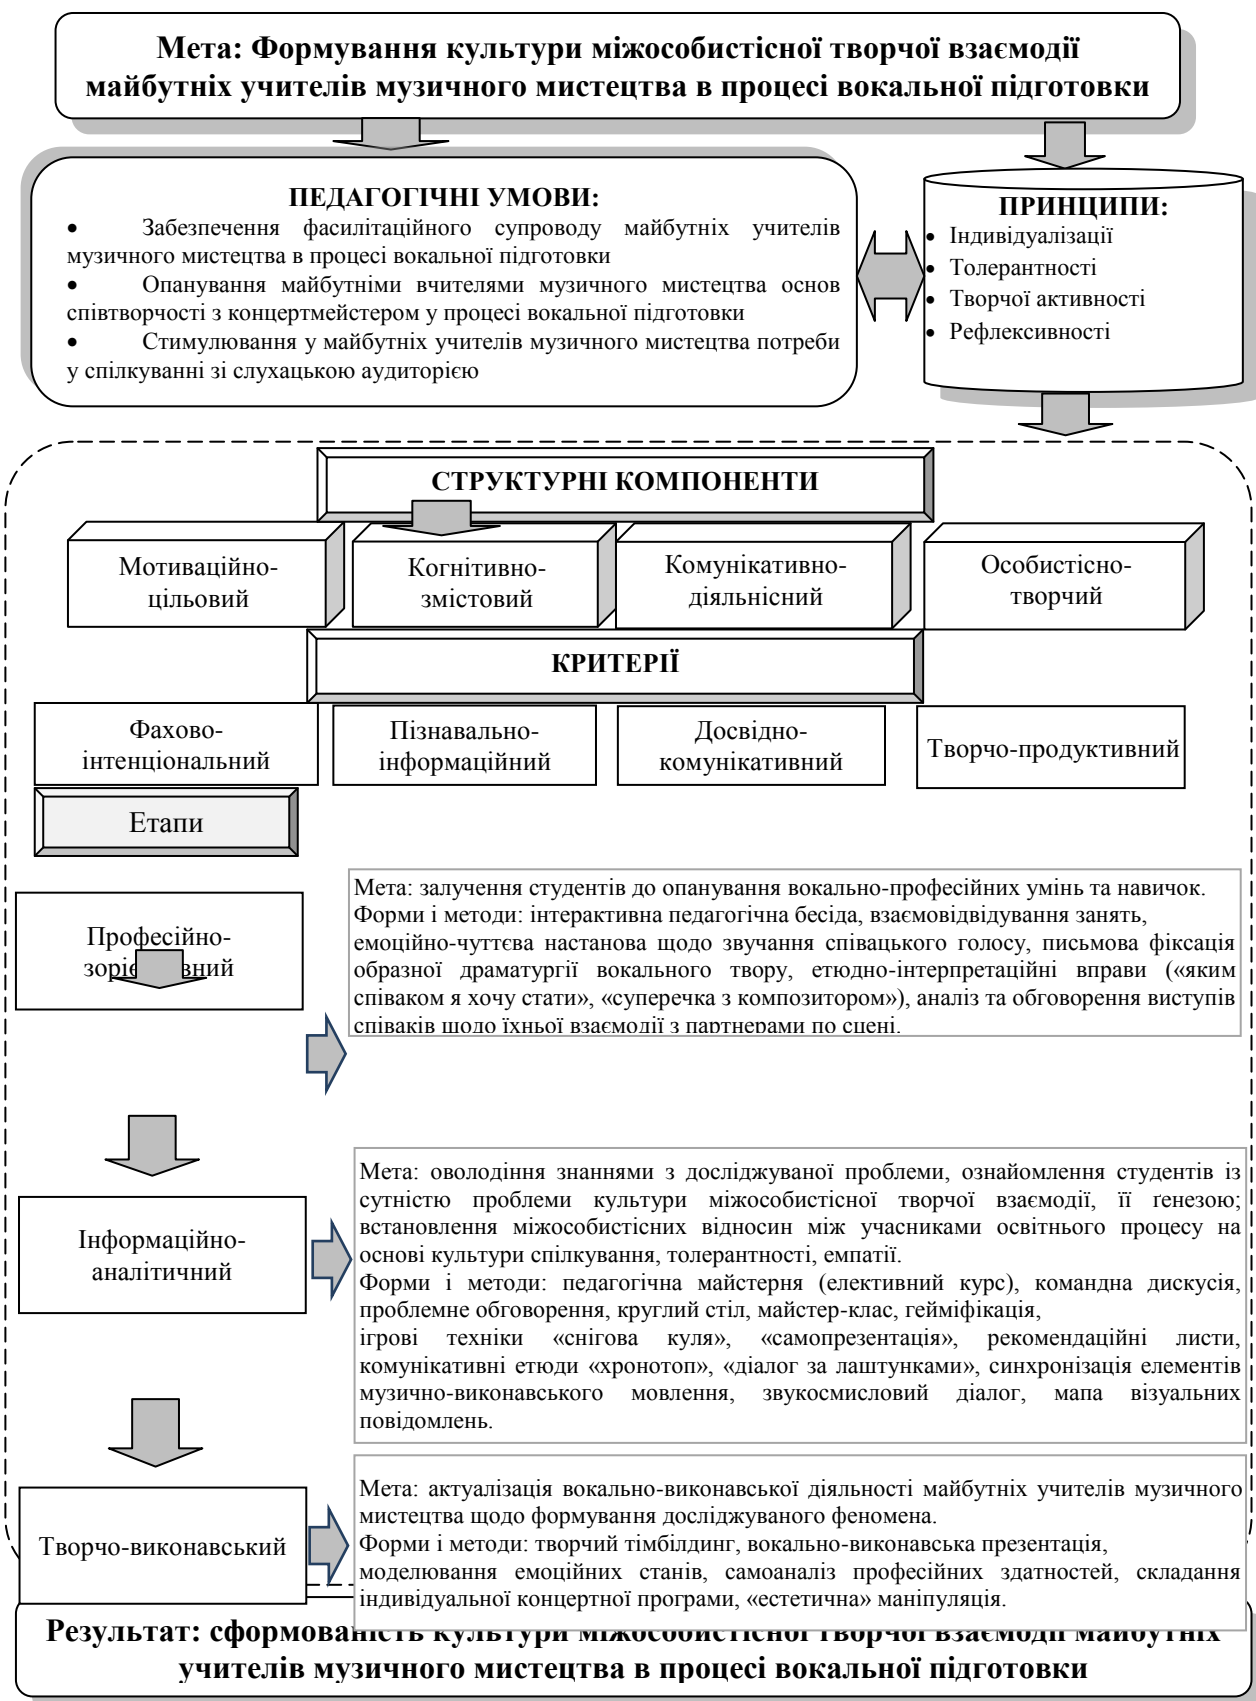 Мета: Формування культури міжособистісної творчої взаємодії
майбутніх учителів музичного мистецтва в процесі вокальної підготовки
ПЕДАГОГІЧНІ УМОВИ:
• Забезпечення фасилітаційного супроводу майбутніх учителів
музичного мистецтва в процесі вокальної підготовки
• Опанування майбутніми вчителями музичного мистецтва основ
співтворчості з концертмейстером у процесі вокальної підготовки
• Стимулювання у майбутніх учителів музичного мистецтва потреби
у спілкуванні зі слухацькою аудиторією
ПРИНЦИПИ:
• Індивідуалізації
• Толерантності
• Творчої активності
• Рефлексивності
СТРУКТУРНІ КОМПОНЕНТИ
Мотиваційно-
цільовий
Когнітивно-
змістовий
Комунікативно-
діяльнісний
Особистісно-
творчий
КРИТЕРІЇ
Фахово-
інтенціональний
Пізнавально-
інформаційний
Досвідно-
комунікативний
Творчо-продуктивний
Етапи
Професійно-
Мета: залучення студентів до опанування вокально-професійних умінь та навичок.
Форми і методи: інтерактивна педагогічна бесіда, взаємовідвідування занять,
емоційно-чуттєва настанова щодо звучання співацького голосу, письмова фіксація
образної драматургії вокального твору, етюдно-інтерпретаційні вправи («яким
співаком я хочу стати», «суперечка з композитором»), аналіз та обговорення виступів
співаків щодо їхньої взаємодії з партнерами по сцені.
Інформаційно-
аналітичний
Мета: оволодіння знаннями з досліджуваної проблеми, ознайомлення студентів із
сутністю проблеми культури міжособистісної творчої взаємодії, її ґенезою;
встановлення міжособистісних відносин між учасниками освітнього процесу на
основі культури спілкування, толерантності, емпатії.
Форми і методи: педагогічна майстерня (елективний курс), командна дискусія,
проблемне обговорення, круглий стіл, майстер-клас, гейміфікація,
ігрові техніки «снігова куля», «самопрезентація», рекомендаційні листи,
комунікативні етюди «хронотоп», «діалог за лаштунками», синхронізація елементів
музично-виконавського мовлення, звукосмисловий діалог, мапа візуальних
повідомлень.
Творчо-виконавський
Мета: актуалізація вокально-виконавської діяльності майбутніх учителів музичного
мистецтва щодо формування досліджуваного феномена.
Форми і методи: творчий тімбілдинг, вокально-виконавська презентація,
моделювання емоційних станів, самоаналіз професійних здатностей, складання
індивідуальної концертної програми, «естетична» маніпуляція.
Результат: сформованість культури міжособистісної творчої взаємодії майбутніх
учителів музичного мистецтва в процесі вокальної підготовки